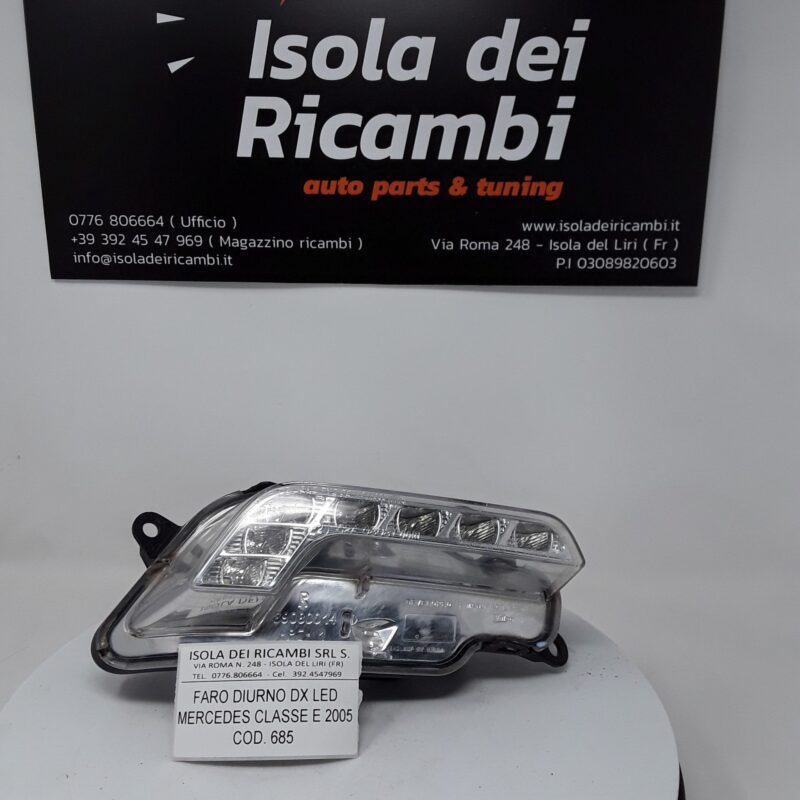 Isola dei
Ricambi
auto parts & tuning
0776 806664 ( Ufficio )
+39 392 45 47 969 ( Magazzino ricambi )
info@isoladeiricambi.it
www.isoladeiricambi.it
Via Roma 248 - Isola del Liri ( Fr )
P.I 03089820603
89080014
ISOLA DEI RICAMBI SRL S.
VIA ROMA N. 248 - ISOLA DEL LIRI (FR)
TEL. 0776.806664 - Cel. 392.4547969
FARO DIURNO DX LED
MERCEDES CLASSE E 2005
COD. 685